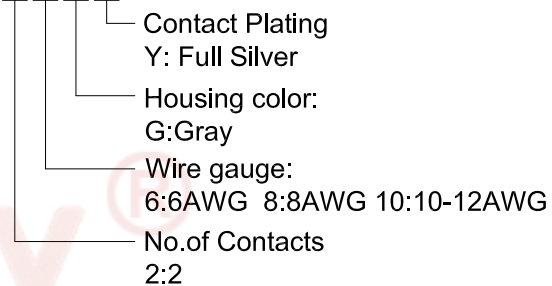 Contact Plating
Y: Full Silver
Housing color:
G:Gray
Wire gauge:
6:6AWG 8:8AWG 10:10-12AWG
No.of Contacts
2:2